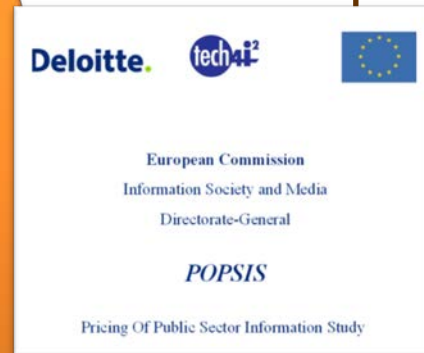 Deloitte. tech4i²
European Commission
Information Society and Media
Directorate-General
POPSIS
Pricing Of Public Sector Information Study